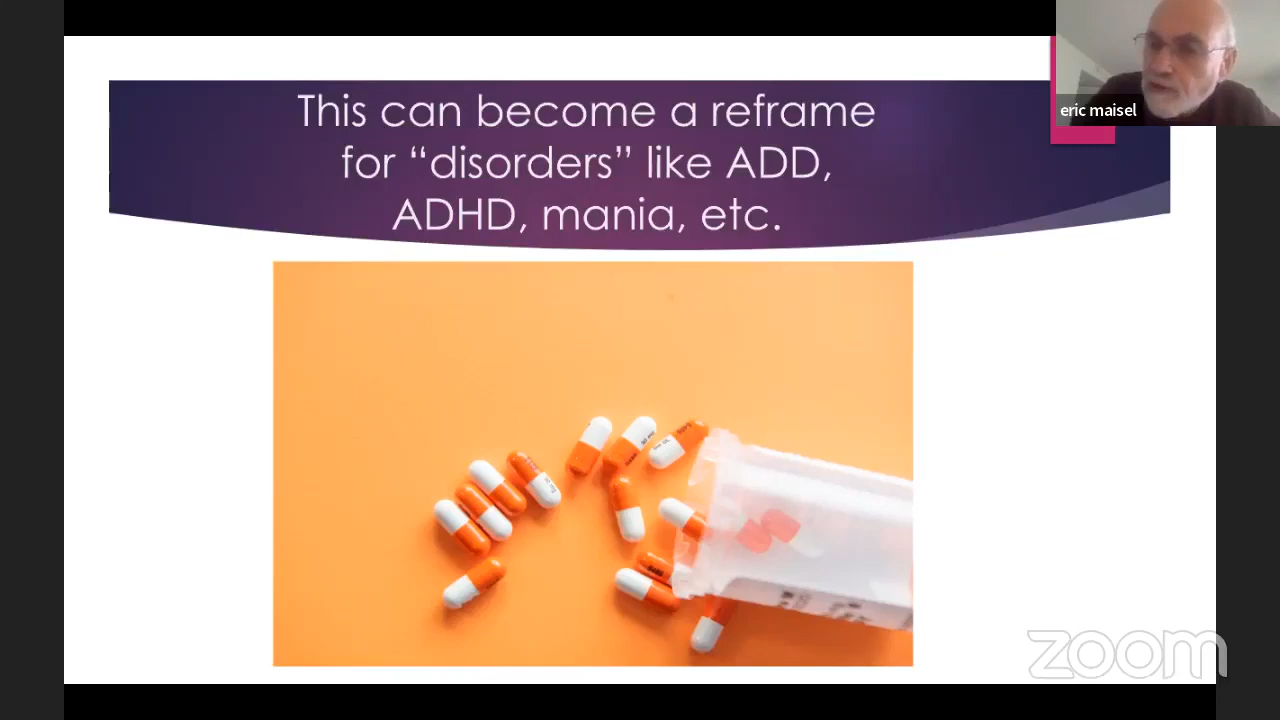 This can become a reframe
for “disorders” like ADD,
ADHD, mania, etc.
eric maisel
zoom